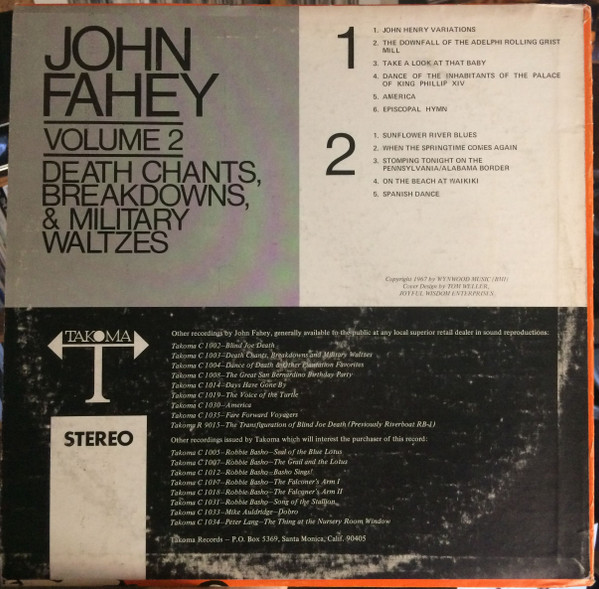 JOHN
FAHEY
VOLUME 2
DEATH CHANTS,
BREAKDOWNS,
& MILITARY
WALTZES
1
1. JOHN HENRY VARIATIONS
2. THE DOWNFALL OF THE ADELPHI ROLLING GRIST
MILL
3. TAKE A LOOK AT THAT BABY
4. DANCE OF THE INHABITANTS OF THE PALACE
OF KING PHILLIP XIV
5. AMERICA
6. EPISCOPAL HYMN
2
1. SUNFLOWER RIVER BLUES
2. WHEN THE SPRINGTIME COMES AGAIN
3. STOMPING TONIGHT ON THE
PENNSYLVANIA/ALABAMA BORDER
4. ON THE BEACH AT WAIKIKI
5. SPANISH DANCE
Copyright 1967 by WYNWOOD MUSIC (BMI)
Cover Design by TOM WELLER,
JOYFUL WISDOM ENTERPRISES.
TAKOMA
T
STEREO
Other recordings by John Fahey, generally available to the public at any local superior retail dealer in sound reproductions:
Takoma C 1002–Blind Joe Death
Takoma C 1003–Death Chants, Breakdowns and Military Waltzes
Takoma C 1004–Dance of Death & Other Plantation Favorites
Takoma C 1008–The Great San Bernardino Birthday Party
Takoma C 1014–Days Have Gone By
Takoma C 1019–The Voice of the Turtle
Takoma C 1030–America
Takoma C 1035–Fare Forward Voyagers
Takoma R 9015–The Transfiguration of Blind Joe Death (Previously Riverboat RB-1)
Other recordings issued by Takoma which will interest the purchaser of this record:
Takoma C 1005–Robbie Basho–Seal of the Blue Lotus
Takoma C 1007–Robbie Basho–The Grail and the Lotus
Takoma C 1012–Robbie Basho–Basho Sings!
Takoma C 1017–Robbie Basho–The Falconer's Arm I
Takoma C 1018–Robbie Basho–The Falconer's Arm II
Takoma C 1031–Robbie Basho–Song of the Stallion
Takoma C 1033–Mike Auldridge–Dobro
Takoma C 1034–Peter Lang–The Thing at the Nursery Room Window
Takoma Records – P.O. Box 5369, Santa Monica, Calif. 90405